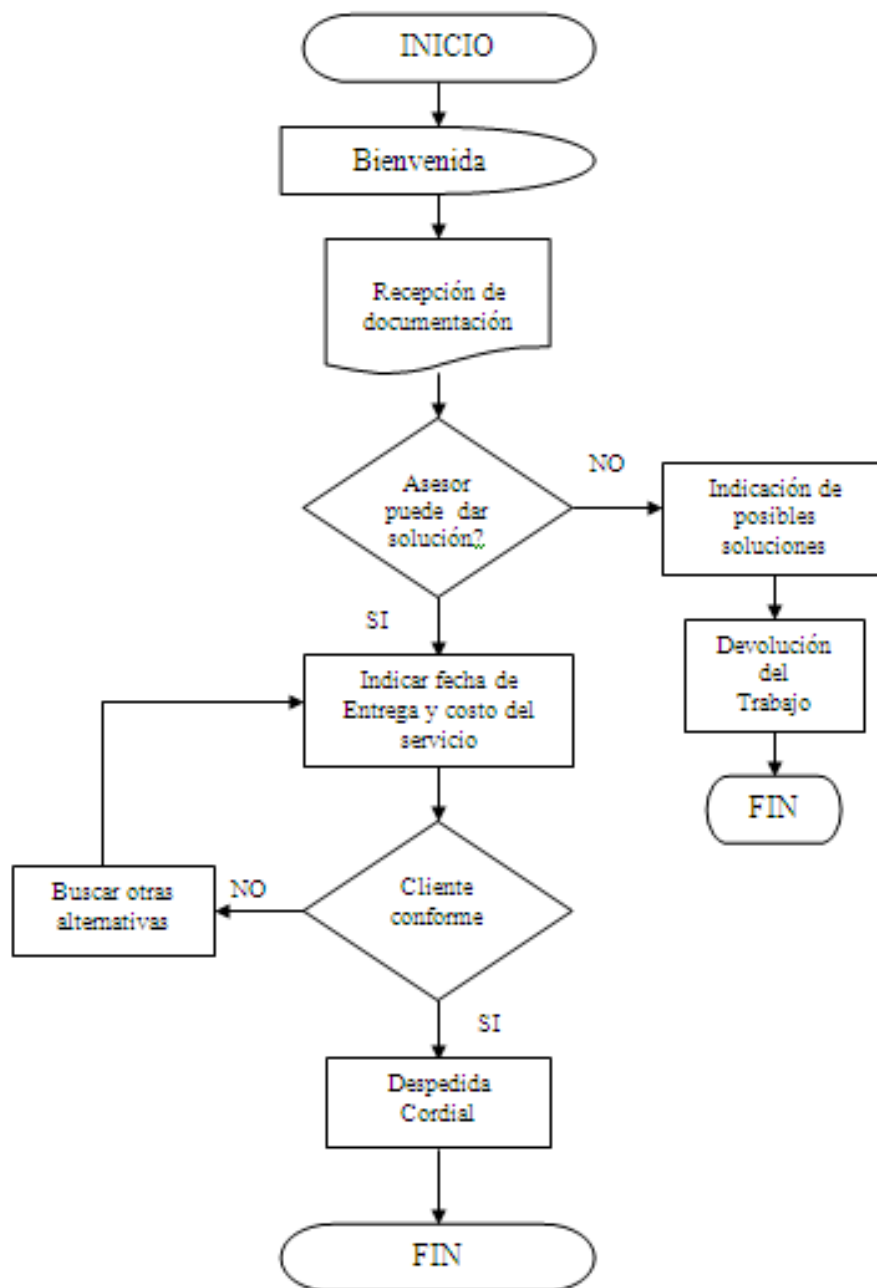 INICIO
Bienvenida
Recepción de
documentación
Asesor
puede dar
solución?
NO
Indicación de
posibles
soluciones
SI
Devolución
del
Trabajo
Indicar fecha de
Entrega y costo del
servicio
FIN
Cliente
conforme
NO
Buscar otras
alternativas
SI
Despedida
Cordial
FIN